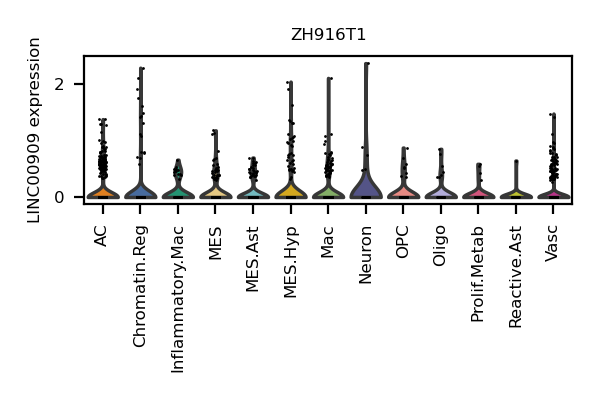 ZH916T1
LINC00909 expression
2
0
AC
Chromatin.Reg
Inflammatory.Mac
MES
MES.Ast
MES.Hyp
Mac
Neuron
OPC
Oligo
Prolif.Metab
Reactive.Ast
Vasc